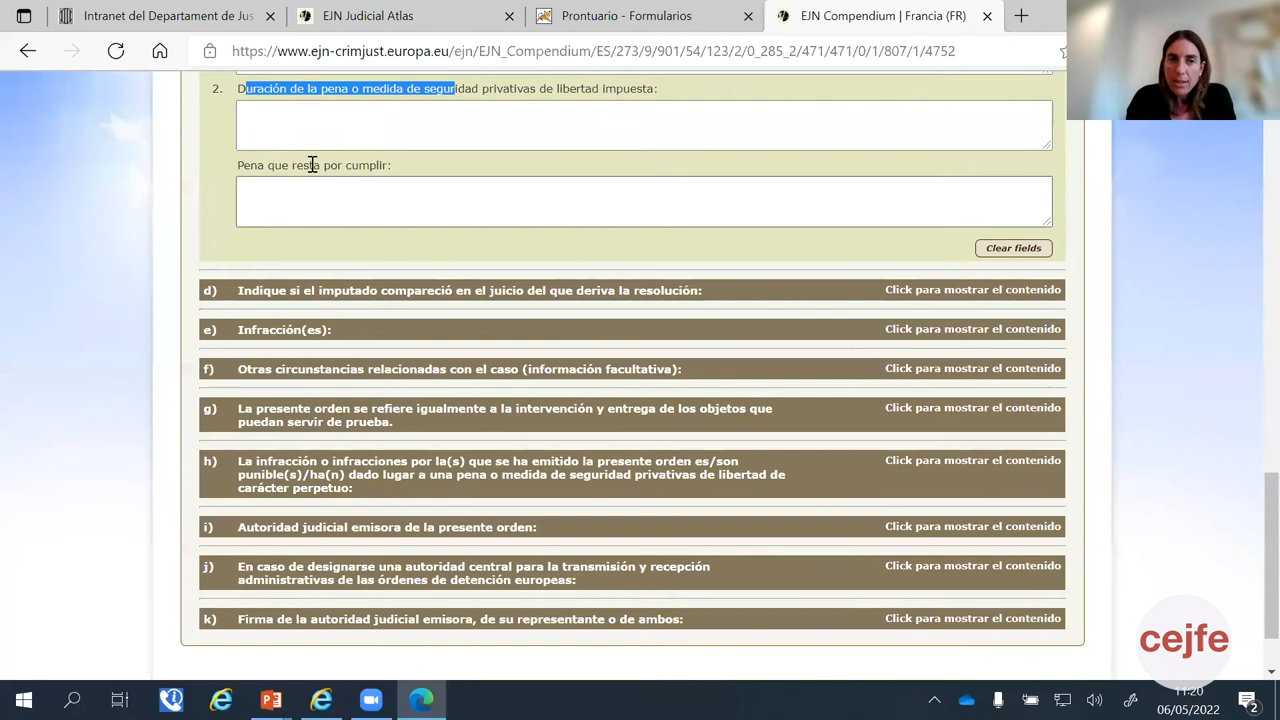 Intranet del Departament de Jus
EJN Judicial Atlas
Prontuario - Formularios
EJN Compendium | Francia (FR)
https://www.ejn-crimjust.europa.eu/ejn/EJN_Compendium/ES/273/9/901/54/123/2/0_285_2/471/471/0/1/807/1/4752
2. Duración de la pena o medida de seguridad privativas de libertad impuesta:
Pena que resta por cumplir:
Clear fields
d) Indique si el imputado compareció en el juicio del que deriva la resolución: Click para mostrar el contenido
e) Infracción(es): Click para mostrar el contenido
f) Otras circunstancias relacionadas con el caso (información facultativa): Click para mostrar el contenido
g) La presente orden se refiere igualmente a la intervención y entrega de los objetos que Click para mostrar el contenido
puedan servir de prueba.
h) La infracción o infracciones por la(s) que se ha emitido la presente orden es/son Click para mostrar el contenido
punible(s)/ha(n) dado lugar a una pena o medida de seguridad privativas de libertad de
carácter perpetuo:
i) Autoridad judicial emisora de la presente orden: Click para mostrar el contenido
j) En caso de designarse una autoridad central para la transmisión y recepción Click para mostrar el contenido
administrativas de las órdenes de detención europeas:
k) Firma de la autoridad judicial emisora, de su representante o de ambos: Click para mostrar el contenido
cejfe
11:20
06/05/2022
2